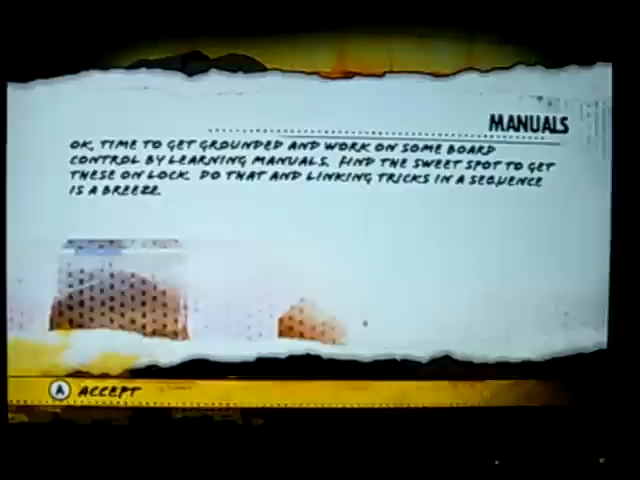 MANUALS
OK, TIME TO GET GROUNDED AND WORK ON SOME BOARD
CONTROL BY LEARNING MANUALS. FIND THE SWEET SPOT TO GET
THESE ON LOCK. DO THAT AND LINKING TRICKS IN A SEQUENCE
IS A BREEZE.
A ACCEPT